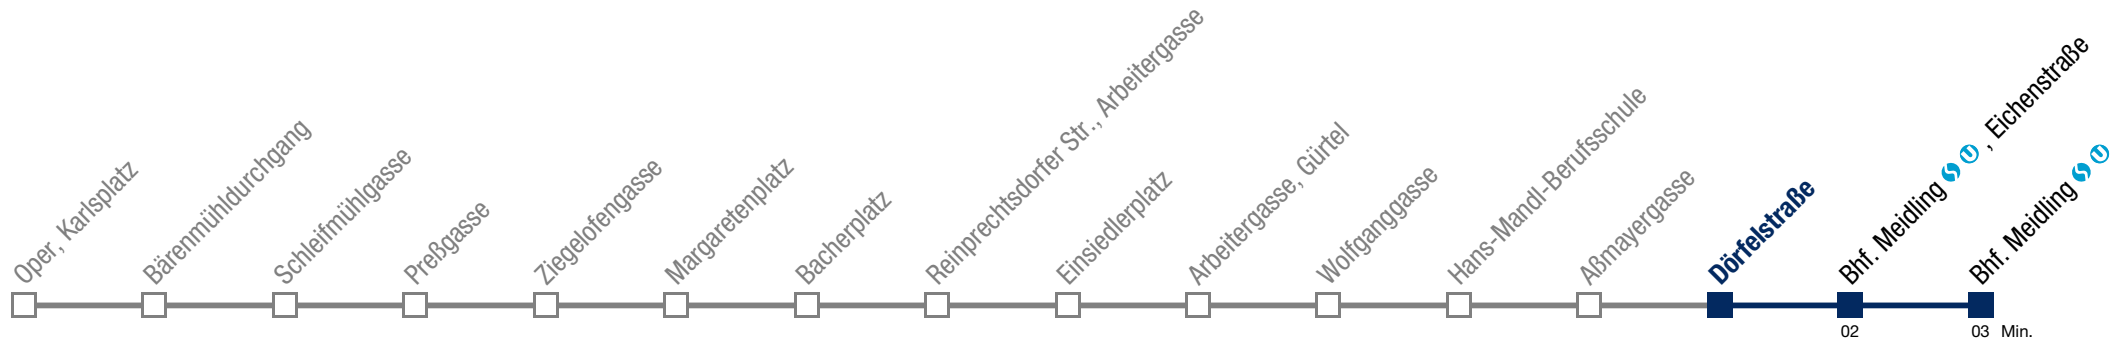 Oper, Karlsplatz
Bärenmühldurchgang
Schleifmühlgasse
Preßgasse
Ziegelofengasse
Margaretenplatz
Bacherplatz
Reinprechtsdorfer Str., Arbeitergasse
Einsiedlerplatz
Arbeitergasse, Gürtel
Wolfganggasse
Hans-Mandl-Berufsschule
Aßmayergasse
Dörfelstraße
Bhf. Meidling S U , Eichenstraße
Bhf. Meidling S U
02
03 Min.